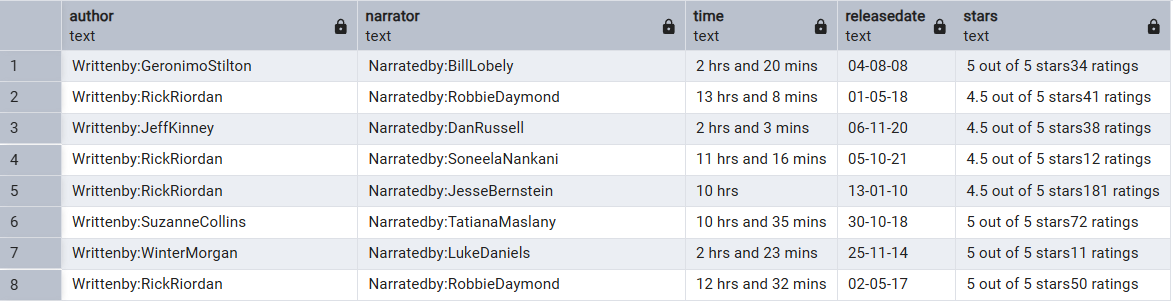 author narrator time releasedate stars
text text text text text
1 Writtenby:GeronimoStilton Narratedby:BillLobely 2 hrs and 20 mins 04-08-08 5 out of 5 stars34 ratings
2 Writtenby:RickRiordan Narratedby:RobbieDaymond 13 hrs and 8 mins 01-05-18 4.5 out of 5 stars41 ratings
3 Writtenby:JeffKinney Narratedby:DanRussell 2 hrs and 3 mins 06-11-20 4.5 out of 5 stars38 ratings
4 Writtenby:RickRiordan Narratedby:SoneelaNankani 11 hrs and 16 mins 05-10-21 4.5 out of 5 stars12 ratings
5 Writtenby:RickRiordan Narratedby:JesseBernstein 10 hrs 13-01-10 4.5 out of 5 stars181 ratings
6 Writtenby:SuzanneCollins Narratedby:TatianaMaslany 10 hrs and 35 mins 30-10-18 5 out of 5 stars72 ratings
7 Writtenby:WinterMorgan Narratedby:LukeDaniels 2 hrs and 23 mins 25-11-14 5 out of 5 stars11 ratings
8 Writtenby:RickRiordan Narratedby:RobbieDaymond 12 hrs and 32 mins 02-05-17 5 out of 5 stars50 ratings